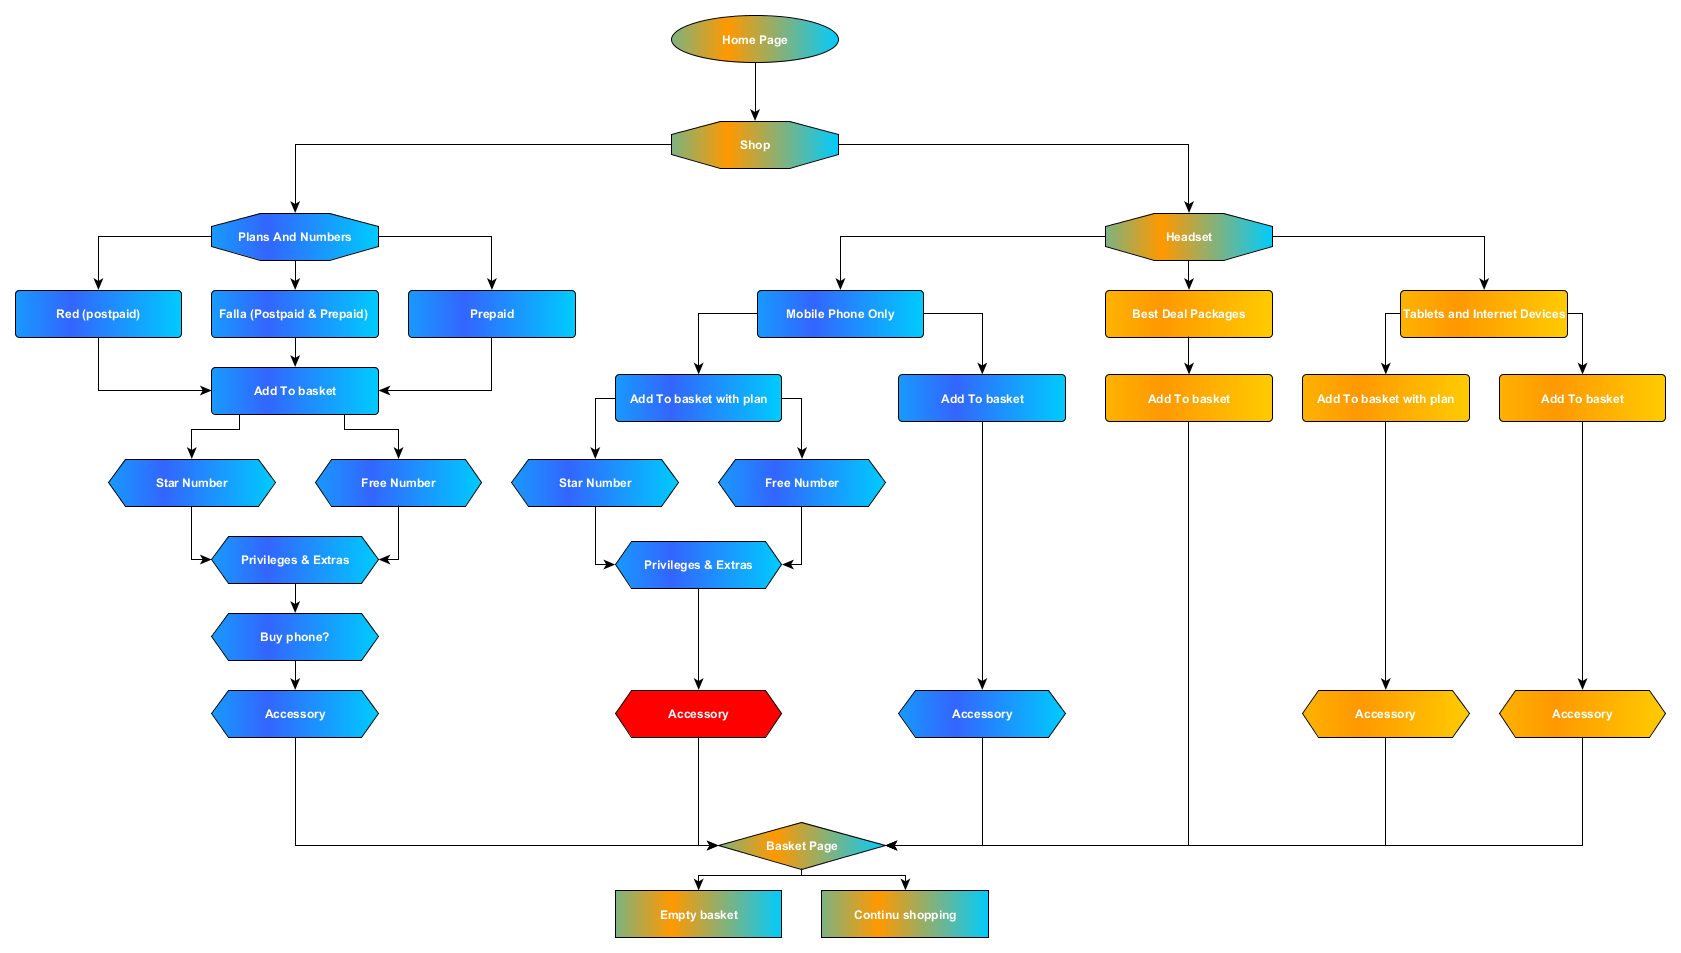 Home Page
Shop
Plans And Numbers
Headset
Red (postpaid)
Falla (Postpaid & Prepaid)
Prepaid
Mobile Phone Only
Best Deal Packages
Tablets and Internet Devices
Add To basket
Add To basket with plan
Add To basket
Add To basket
Add To basket with plan
Add To basket
Star Number
Free Number
Star Number
Free Number
Privileges & Extras
Privileges & Extras
Buy phone?
Accessory
Accessory
Accessory
Accessory
Accessory
Basket Page
Empty basket
Continu shopping